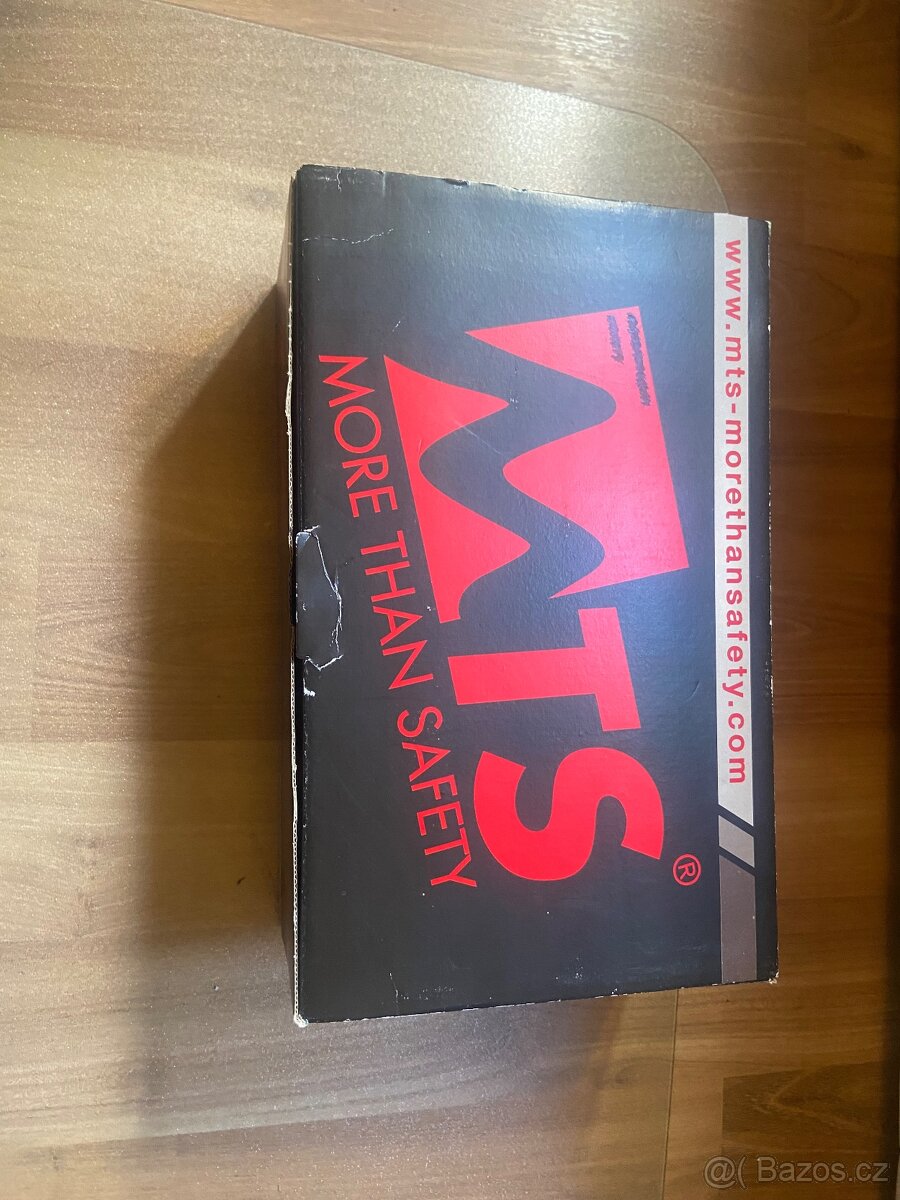 www.mts-morethansafety.com
MTS®
MORE THAN SAFETY
@( Bazos.cz